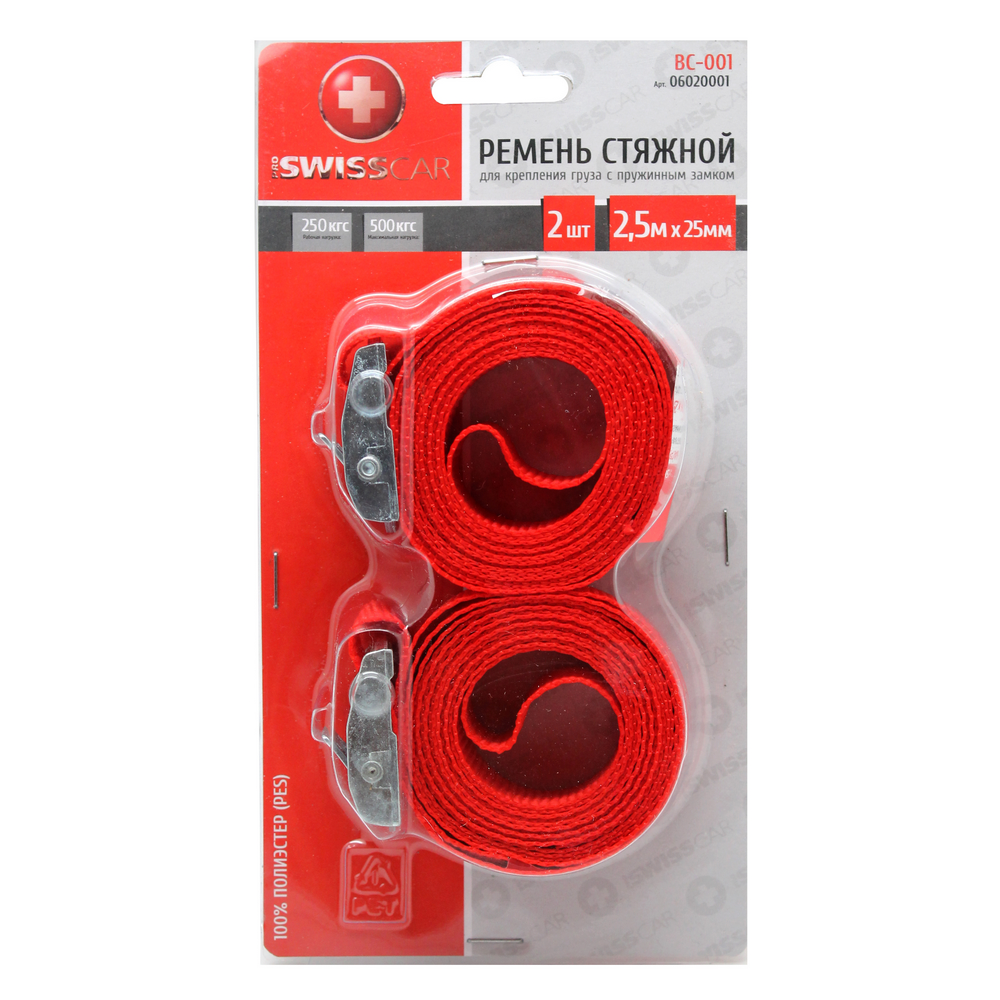 BC-001
Арт. 06020001
PRO SWISSCAR
РЕМЕНЬ СТЯЖНОЙ
для крепления груза с пружинным замком
250 кгс
Рабочая нагрузка
500 кгс
Максимальная нагрузка
2 шт
2,5м x 25мм
100% ПОЛИЭСТЕР (PES)
PET
iSWISSCAR